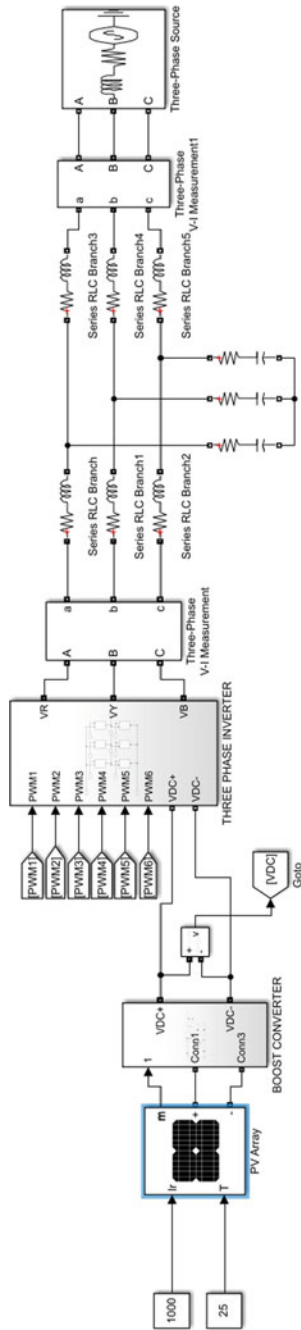 1000
25
Ir
T
m
+
-
PV Array
1
Conn1
Conn3
VDC+
VDC-
BOOST CONVERTER
+
-
v
[VDC]
Goto
[PWM1]
[PWM2]
[PWM3]
[PWM4]
[PWM5]
[PWM6]
PWM1
PWM2
PWM3
PWM4
PWM5
PWM6
VDC+
VDC-
VR
VY
VB
THREE PHASE INVERTER
A
B
C
a
b
c
Three-Phase
V-I Measurement
Series RLC Branch
Series RLC Branch1
Series RLC Branch2
Series RLC Branch3
Series RLC Branch4
Series RLC Branch5
a
b
c
A
B
C
Three-Phase
V-I Measurement1
A
B
C
Three-Phase Source